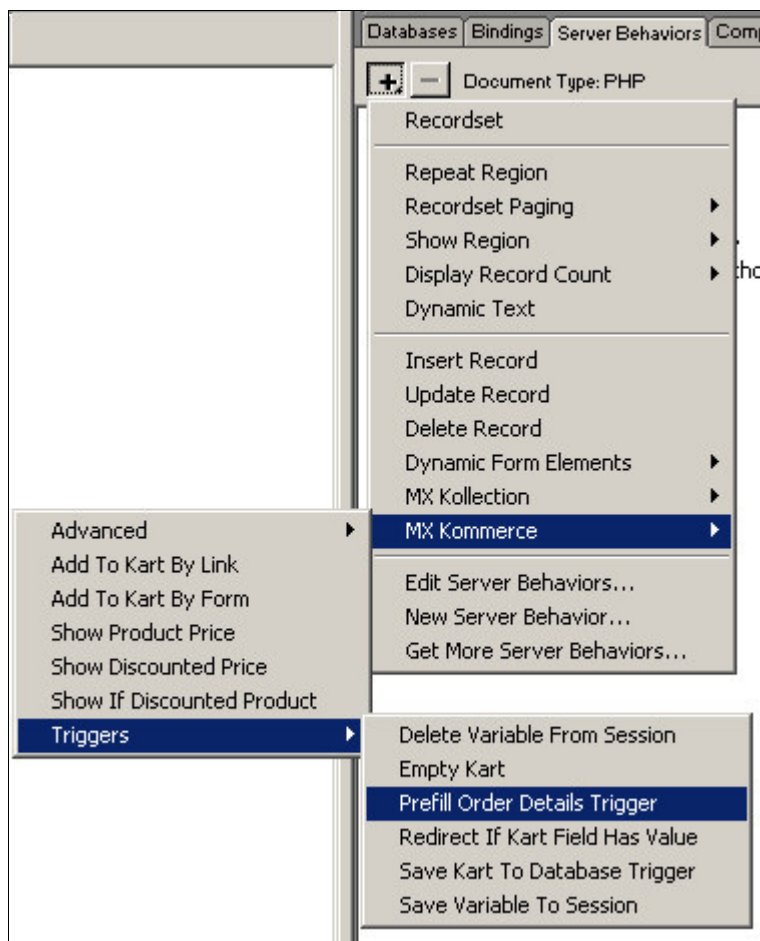 Databases Bindings Server Behaviors
Document Type: PHP
Recordset
Repeat Region
Recordset Paging
Show Region
Display Record Count
Dynamic Text
Insert Record
Update Record
Delete Record
Dynamic Form Elements
MX Kollection
MX Kommerce
Edit Server Behaviors...
New Server Behavior...
Get More Server Behaviors...
Advanced
Add To Kart By Link
Add To Kart By Form
Show Product Price
Show Discounted Price
Show If Discounted Product
Triggers
Delete Variable From Session
Empty Kart
Prefill Order Details Trigger
Redirect If Kart Field Has Value
Save Kart To Database Trigger
Save Variable To Session